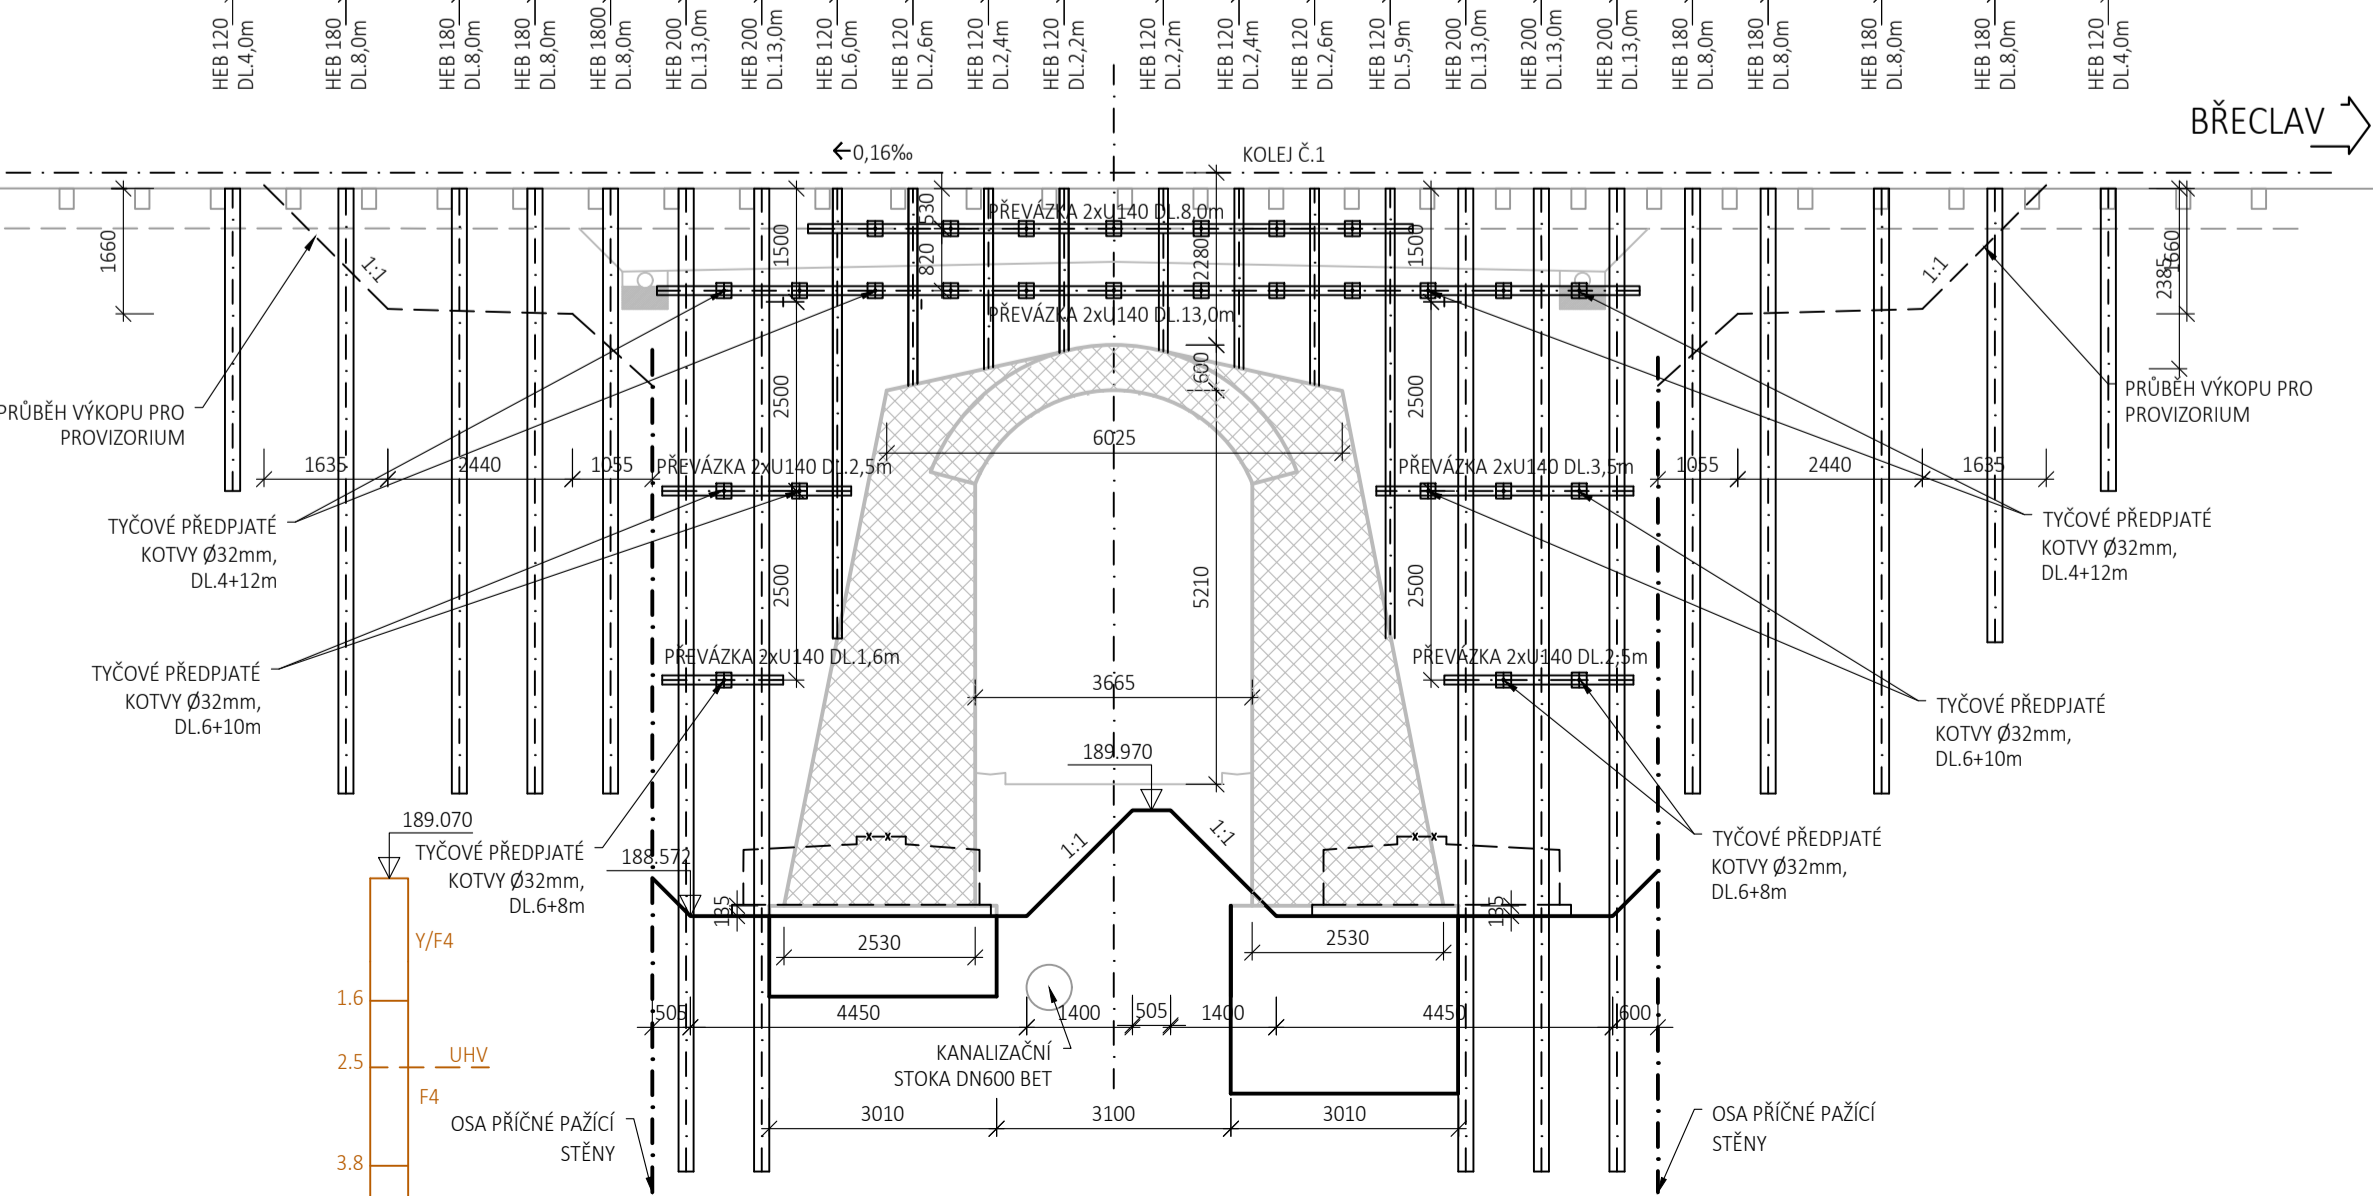 HEB 120
DL.4,0m
HEB 180
DL.8,0m
HEB 180
DL.8,0m
HEB 180
DL.8,0m
HEB 1800
DL.8,0m
HEB 200
DL.13,0m
HEB 200
DL.13,0m
HEB 120
DL.6,0m
HEB 120
DL.2,6m
HEB 120
DL.2,4m
HEB 120
DL.2,2m
HEB 120
DL.2,2m
HEB 120
DL.2,4m
HEB 120
DL.2,6m
HEB 120
DL.5,9m
HEB 200
DL.13,0m
HEB 200
DL.13,0m
HEB 200
DL.13,0m
HEB 180
DL.8,0m
HEB 180
DL.8,0m
HEB 180
DL.8,0m
HEB 180
DL.8,0m
HEB 120
DL.4,0m
BŘECLAV
0,16‰
KOLEJ Č.1
1660
1:1
1500
530
820
PŘEVÁZKA 2xU140 DL.8,0m
2280
1500
1:1
1660
2385
PŘEVÁZKA 2xU140 DL.13,0m
PRŮBĚH VÝKOPU PRO
PROVIZORIUM
2500
600
2500
PRŮBĚH VÝKOPU PRO
PROVIZORIUM
6025
1635
2440
1055
PŘEVÁZKA 2xU140 DL.2,5m
PŘEVÁZKA 2xU140 DL.3,5m
1055
2440
1635
TYČOVÉ PŘEDPJATÉ
KOTVY Ø32mm,
DL.4+12m
2500
5210
2500
TYČOVÉ PŘEDPJATÉ
KOTVY Ø32mm,
DL.4+12m
TYČOVÉ PŘEDPJATÉ
KOTVY Ø32mm,
DL.6+10m
PŘEVÁZKA 2xU140 DL.1,6m
3665
PŘEVÁZKA 2xU140 DL.2,5m
TYČOVÉ PŘEDPJATÉ
KOTVY Ø32mm,
DL.6+10m
189.970
189.070
TYČOVÉ PŘEDPJATÉ
KOTVY Ø32mm,
DL.6+8m
188.572
1:1
1:1
TYČOVÉ PŘEDPJATÉ
KOTVY Ø32mm,
DL.6+8m
135
135
Y/F4
2530
2530
1.6
505
4450
1400
505
1400
4450
600
2.5
UHV
F4
KANALIZAČNÍ
STOKA DN600 BET
3010
3100
3010
OSA PŘÍČNÉ PAŽÍCÍ
STĚNY
OSA PŘÍČNÉ PAŽÍCÍ
STĚNY
3.8